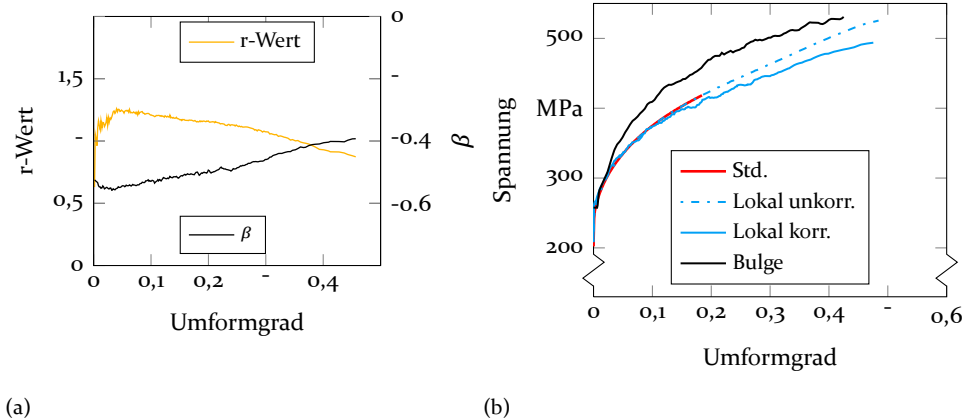 r-Wert
β
r-Wert
1,5
-
0,5
0
0
-
-0.4
-0.6
β
0
0,1
0,2
-
0,4
Umformgrad
(a)
Spannung
500
MPa
300
200
Std.
Lokal unkorr.
Lokal korr.
Bulge
0
0,1
0,2
0,3
0,4
-
0,6
Umformgrad
(b)